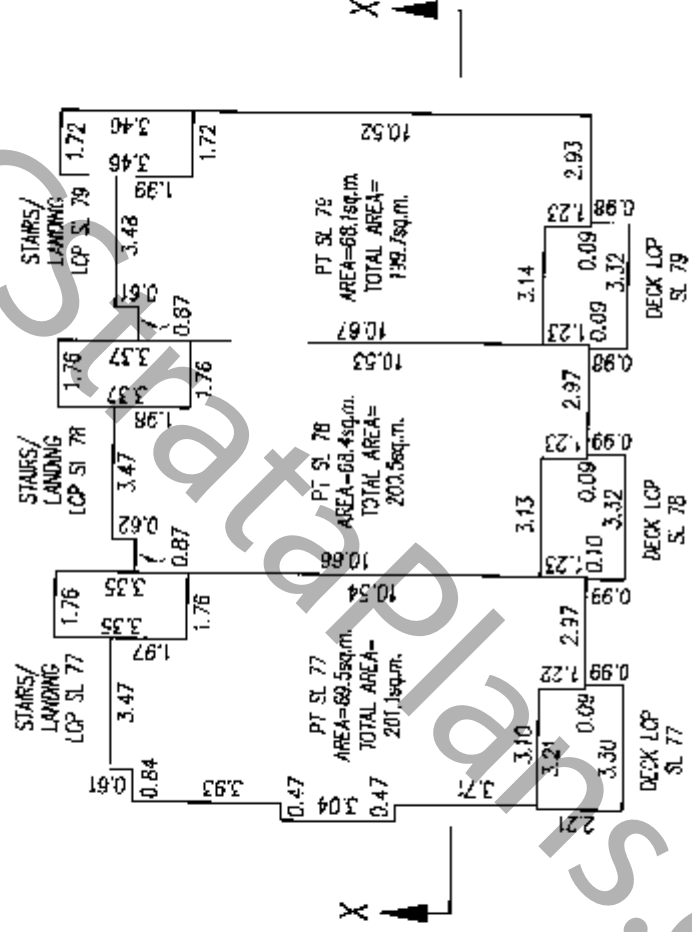 X
STAIRS/
LANDING
LCP SL 79
1.72
3.46
3.46
1.72
1.99
3.48
0.61
0.87
10.52
PT SL 79
AREA=68.1sq.m.
TOTAL AREA=
199.7sq.m.
10.67
2.93
1.23
0.98
3.14
0.09
3.32
0.09
1.23
0.98
DECK LCP
SL 79
STAIRS/
LANDING
LCP SL 78
1.76
3.37
3.37
1.76
1.98
3.47
0.62
0.87
10.53
PT SL 78
AREA=68.4sq.m.
TOTAL AREA=
200.5sq.m.
10.66
2.97
1.23
0.99
3.13
0.09
3.32
0.10
1.23
0.99
DECK LCP
SL 78
STAIRS/
LANDING
LCP SL 77
1.76
3.35
3.35
1.76
1.97
3.47
0.61
0.84
3.93
10.54
PT SL 77
AREA=69.5sq.m.
TOTAL AREA=
201.1sq.m.
0.47
3.04
0.47
3.71
2.97
1.22
0.99
3.10
3.21
0.09
3.30
2.21
DECK LCP
SL 77
X
StrataPlans.c